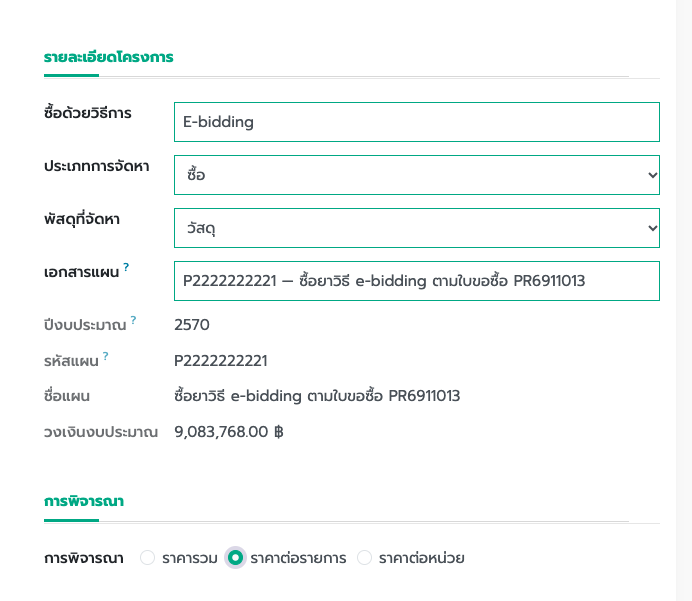 รายละเอียดโครงการ
ซื้อด้วยวิธีการ E-bidding
ประเภทการจัดหา ซื้อ
พัสดุที่จัดหา วัสดุ
เอกสารแผน ? P2222222221 — ซื้อยาวิธี e-bidding ตามใบขอซื้อ PR6911013
ปีงบประมาณ ? 2570
รหัสแผน ? P2222222221
ชื่อแผน ซื้อยาวิธี e-bidding ตามใบขอซื้อ PR6911013
วงเงินงบประมาณ 9,083,768.00 ฿
การพิจารณา
การพิจารณา ราคารวม ราคาต่อรายการ ราคาต่อหน่วย